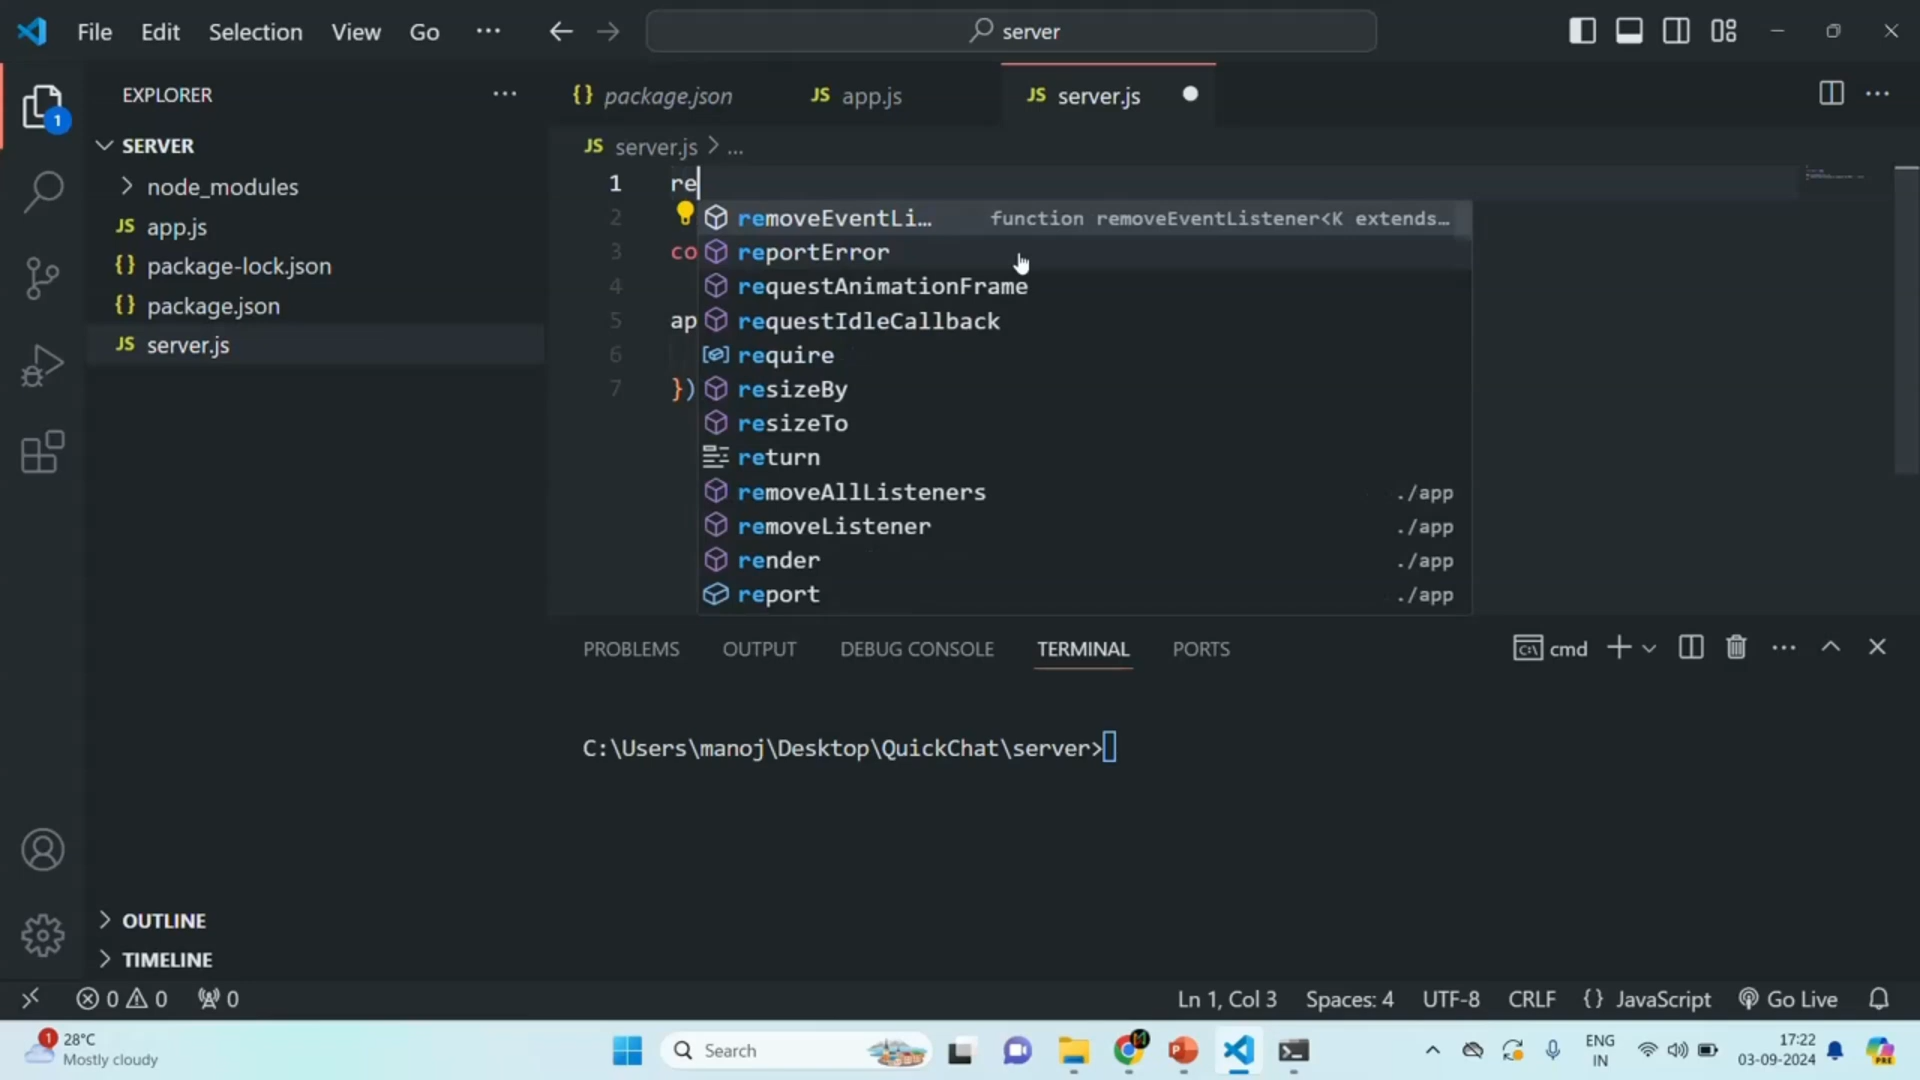 File Edit Selection View Go ··· server
EXPLORER ···
package.json
JS app.js
JS server.js
SERVER
node_modules
JS app.js
{} package-lock.json
{} package.json
JS server.js
JS server.js > ...
1 re
2 removeEventLi… function removeEventListener<K extends…
3 co reportError
4 requestAnimationFrame
5 ap requestIdleCallback
6 require
7 }) resizeBy
resizeTo
return
removeAllListeners ./app
removeListener ./app
render ./app
report ./app
PROBLEMS OUTPUT DEBUG CONSOLE TERMINAL PORTS cmd
C:\Users\manoj\Desktop\QuickChat\server>
1
OUTLINE
TIMELINE
0 0 0 Ln 1, Col 3 Spaces: 4 UTF-8 CRLF {} JavaScript Go Live
1 28°C
Mostly cloudy
Search
ENG
IN
17:22
03-09-2024
PRE